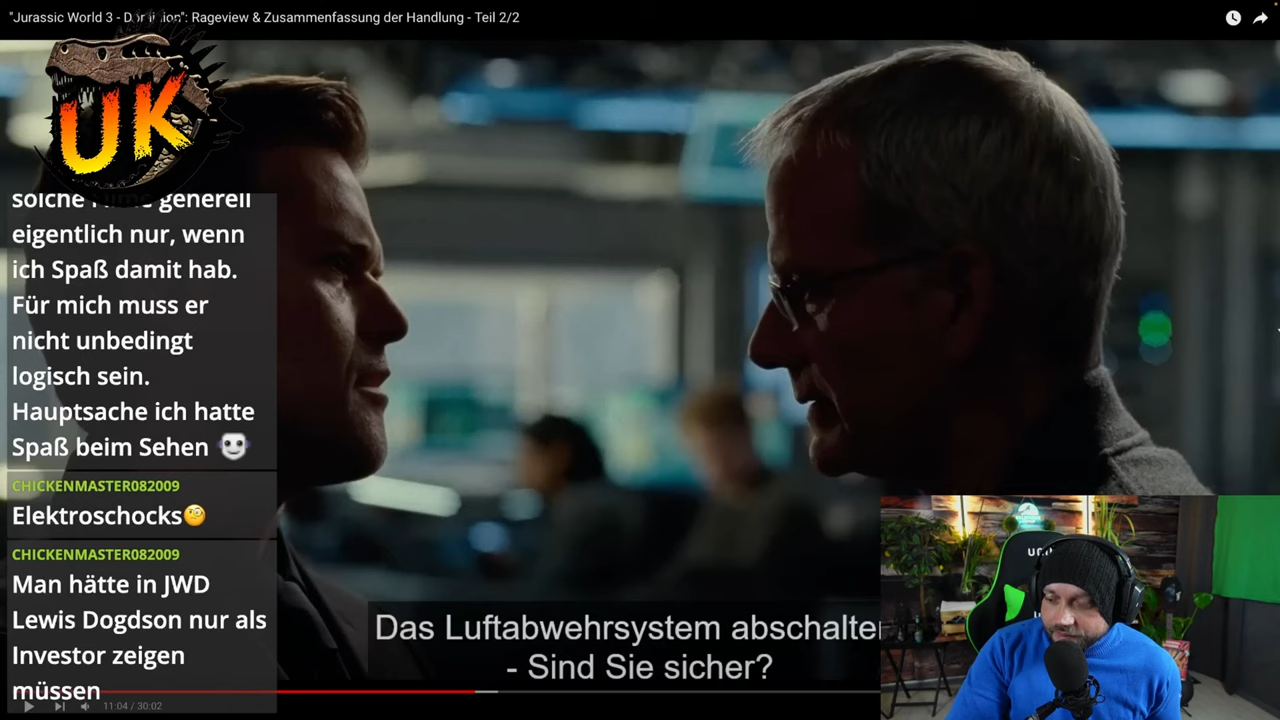 "Jurassic World 3 - Dominion": Rageview & Zusammenfassung der Handlung - Teil 2/2
UK
solche Filme generell
eigentlich nur, wenn
ich Spaß damit hab.
Für mich muss er
nicht unbedingt
logisch sein.
Hauptsache ich hatte
Spaß beim Sehen
CHICKENMASTER082009
Elektroschocks
CHICKENMASTER082009
Man hätte in JWD
Lewis Dogdson nur als
Investor zeigen
müssen
Das Luftabwehrsystem abschalten
- Sind Sie sicher?
11:04 / 30:02